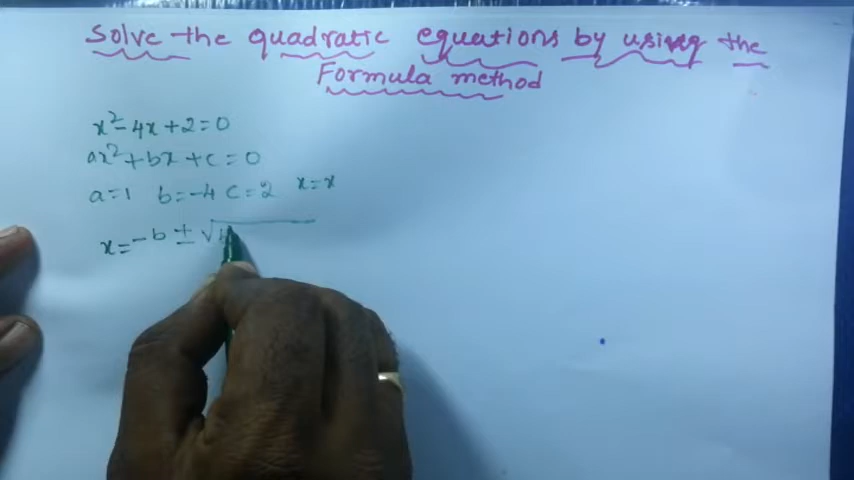 Solve the quadratic equations by using the
Formula method
x² - 4x + 2 = 0
ax² + bx + c = 0
a = 1 b = -4 c = 2 x = x
x = -b ± √